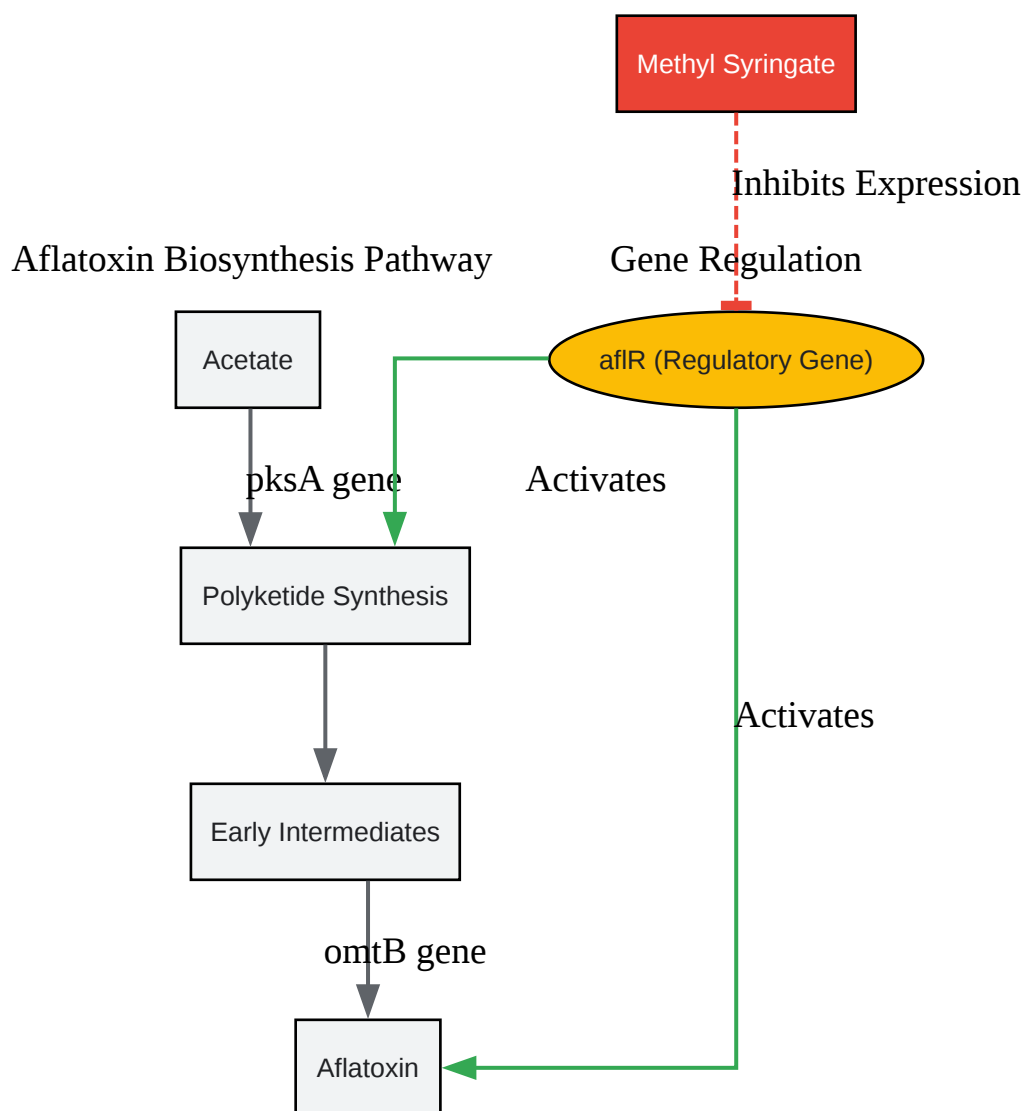 Methyl Syringate
Inhibits Expression
Aflatoxin Biosynthesis Pathway
Gene Regulation
Acetate
aflR (Regulatory Gene)
pksA gene
Activates
Polyketide Synthesis
Activates
Early Intermediates
omtB gene
Aflatoxin